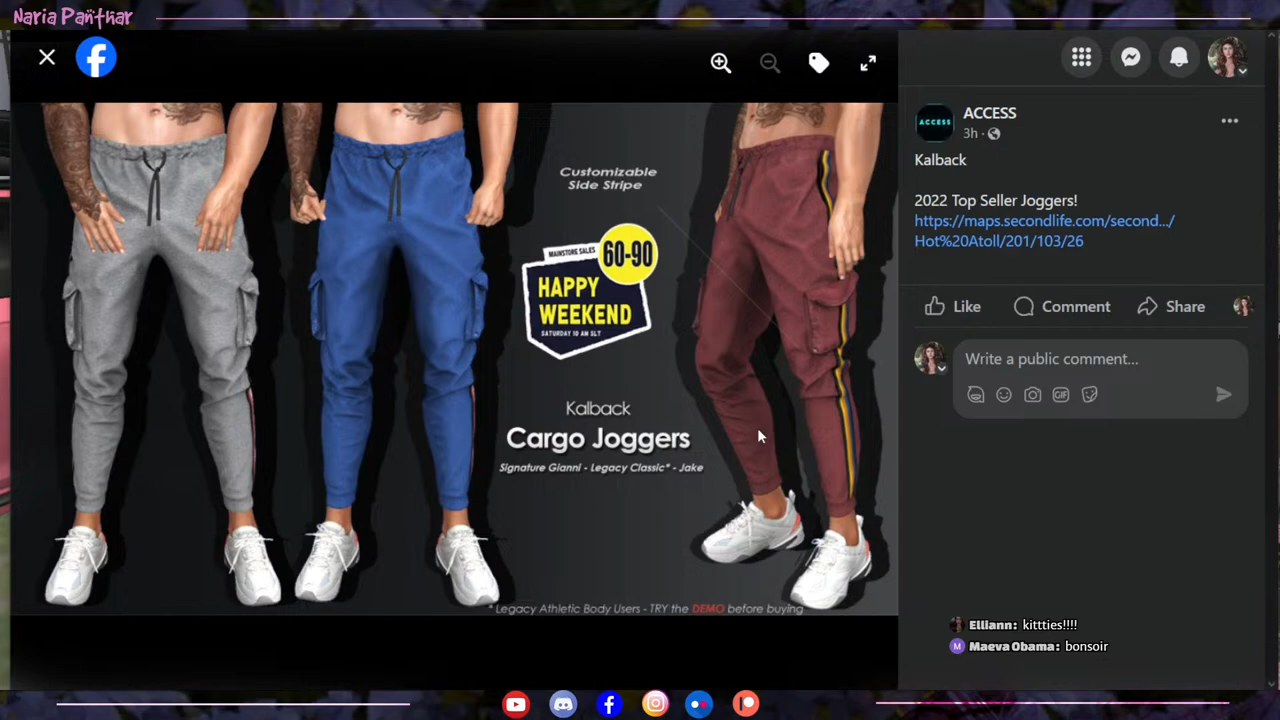 Naria Panthar
ACCESS
ACCESS
3h
Kalback
2022 Top Seller Joggers!
https://maps.secondlife.com/second.../
Hot%20Atoll/201/103/26
Like
Comment
Share
Write a public comment...
GIF
Customizable
Side Stripe
MAINSTORE SALES
60-90
HAPPY
WEEKEND
SATURDAY 10 AM SLT
Kalback
Cargo Joggers
Signature Gianni - Legacy Classic* - Jake
* Legacy Athletic Body Users - TRY the DEMO before buying
Elliann: kittties!!!!
M
Maeva Obama: bonsoir